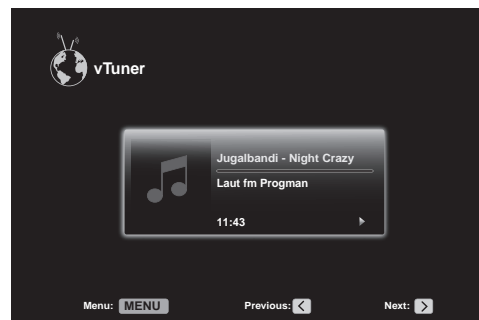 vTuner
Jugalbandi - Night Crazy
Laut fm Progman
11:43
Menu: MENU Previous: Next: